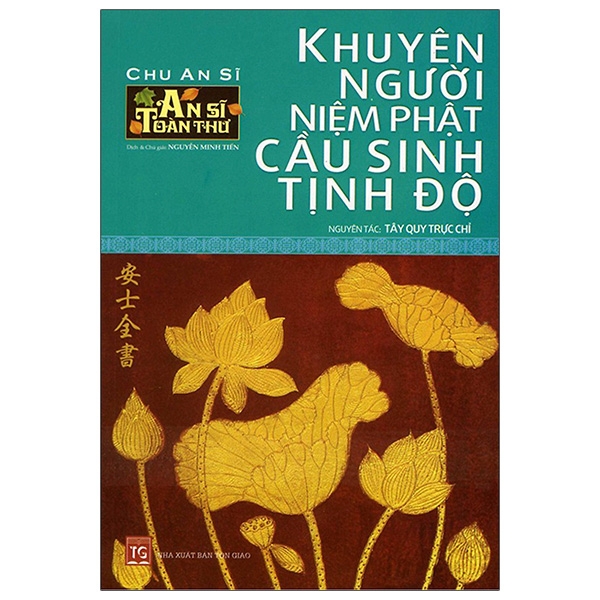 KHUYÊN
NGƯỜI
NIỆM PHẬT
CẦU SINH
TỊNH ĐỘ
NGUYÊN TÁC: TÂY QUY TRỰC CHỈ
CHU AN SĨ
AN SĨ
TOÀN THƯ
Dịch & Chú giải: NGUYỄN MINH TIẾN
安士全書
TG
NHÀ XUẤT BẢN TÔN GIÁO